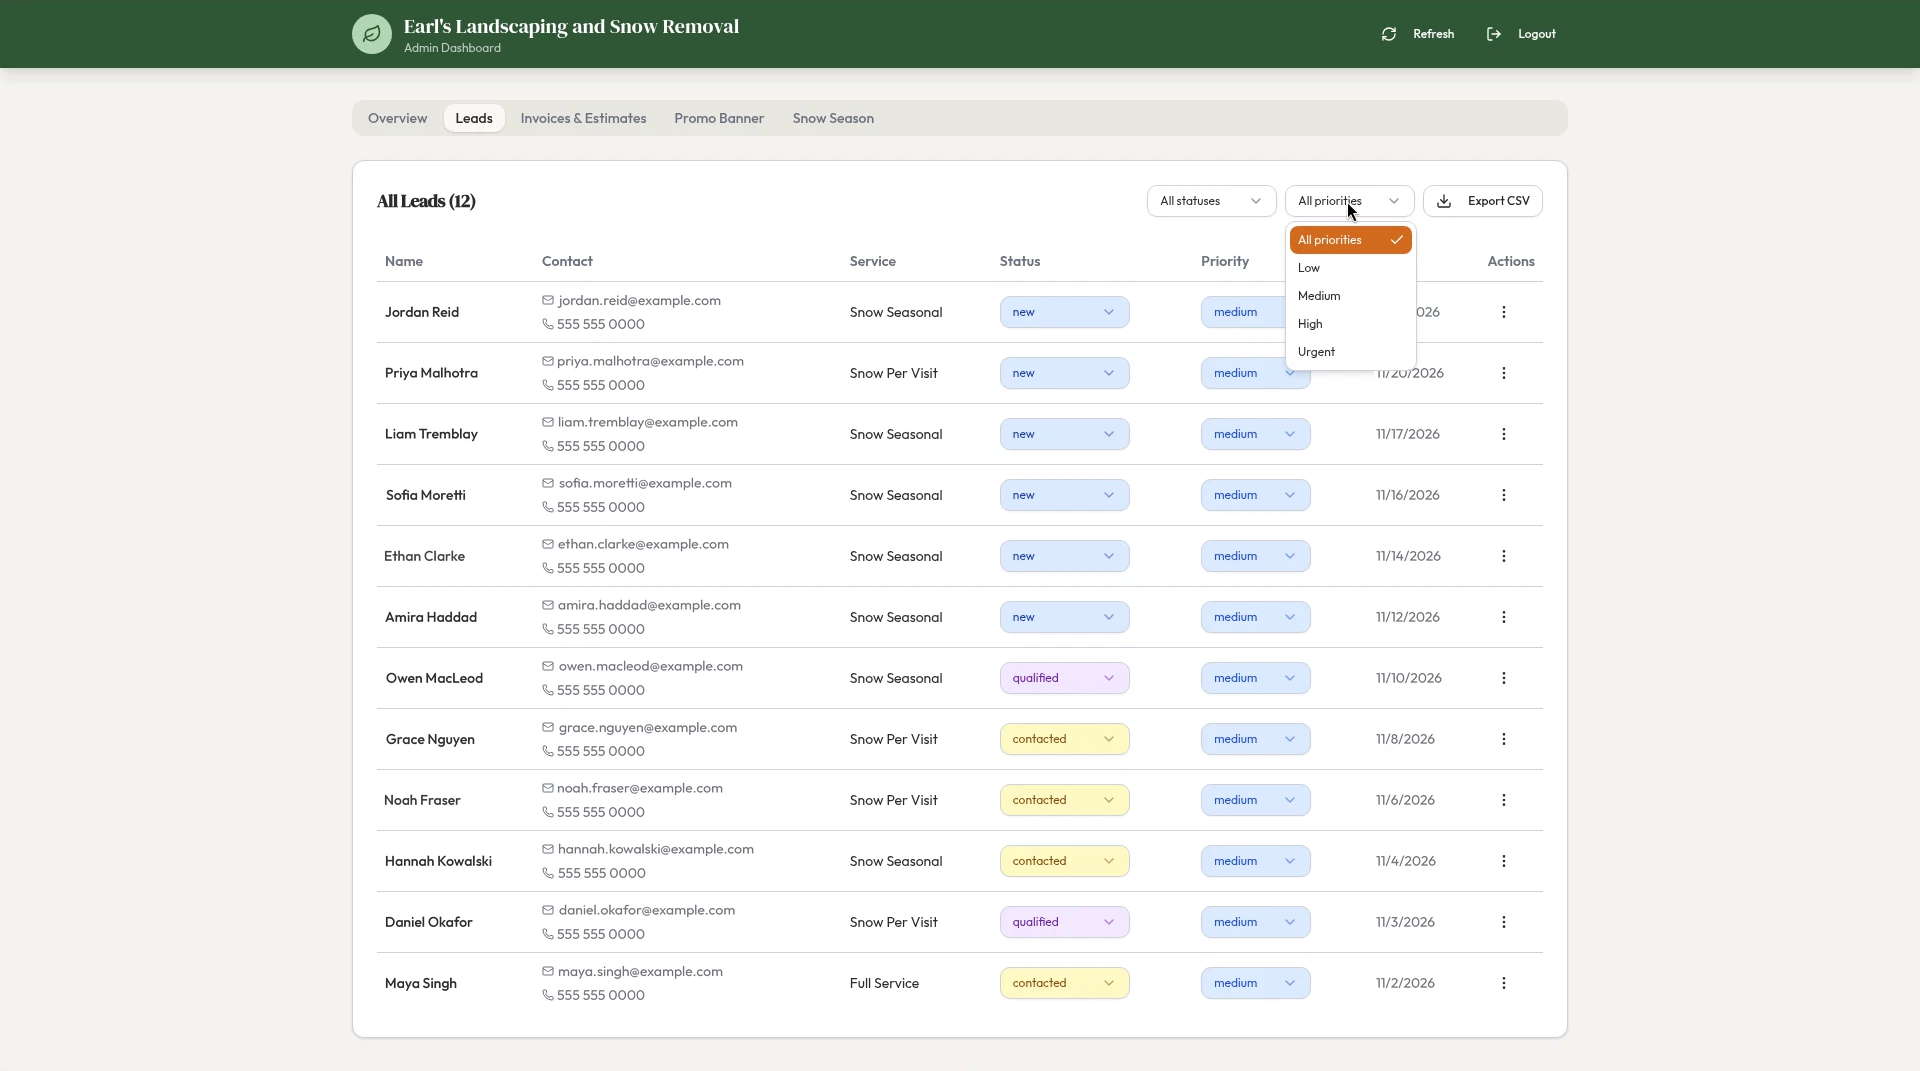 Earl's Landscaping and Snow Removal
Admin Dashboard
Refresh
Logout
Overview
Leads
Invoices & Estimates
Promo Banner
Snow Season
All Leads (12)
All statuses
All priorities
Export CSV
All priorities
Low
Medium
High
Urgent
Name Contact Service Status Priority Actions
Jordan Reid jordan.reid@example.com Snow Seasonal new medium
555 555 0000
Priya Malhotra priya.malhotra@example.com Snow Per Visit new medium 11/20/2026
555 555 0000
Liam Tremblay liam.tremblay@example.com Snow Seasonal new medium 11/17/2026
555 555 0000
Sofia Moretti sofia.moretti@example.com Snow Seasonal new medium 11/16/2026
555 555 0000
Ethan Clarke ethan.clarke@example.com Snow Seasonal new medium 11/14/2026
555 555 0000
Amira Haddad amira.haddad@example.com Snow Seasonal new medium 11/12/2026
555 555 0000
Owen MacLeod owen.macleod@example.com Snow Seasonal qualified medium 11/10/2026
555 555 0000
Grace Nguyen grace.nguyen@example.com Snow Per Visit contacted medium 11/8/2026
555 555 0000
Noah Fraser noah.fraser@example.com Snow Per Visit contacted medium 11/6/2026
555 555 0000
Hannah Kowalski hannah.kowalski@example.com Snow Seasonal contacted medium 11/4/2026
555 555 0000
Daniel Okafor daniel.okafor@example.com Snow Per Visit qualified medium 11/3/2026
555 555 0000
Maya Singh maya.singh@example.com Full Service contacted medium 11/2/2026
555 555 0000